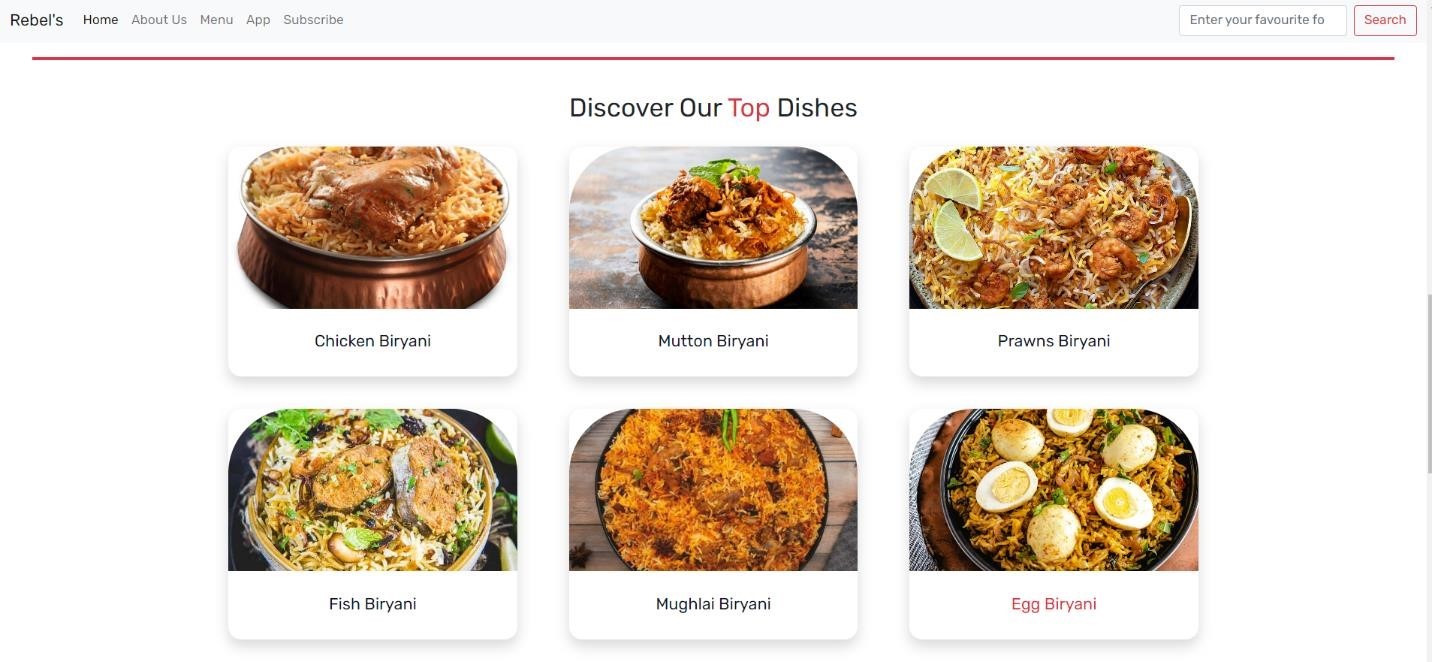 Rebel's Home About Us Menu App Subscribe Enter your favourite fo Search
Discover Our Top Dishes
Chicken Biryani Mutton Biryani Prawns Biryani
Fish Biryani Mughlai Biryani Egg Biryani